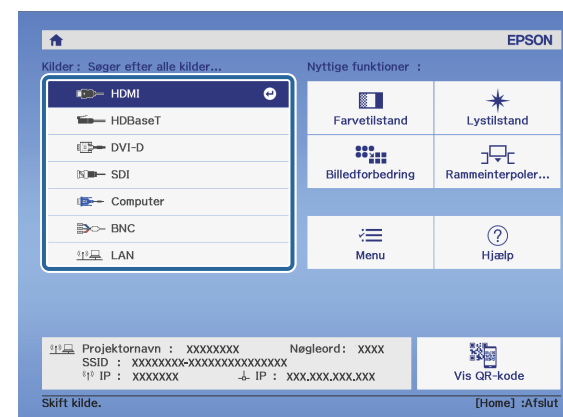 EPSON
Kilder : Søger efter alle kilder...
Nyttige funktioner :
HDMI
HDBaseT
DVI-D
SDI
Computer
BNC
LAN
Farvetilstand
Lystilstand
Billedforbedring
Rammeinterpoler...
Menu
Hjælp
Projektornavn : XXXXXXXX Nøgleord: XXXX
SSID : XXXXXXXX-XXXXXXXXXXXXXX
IP : XXXXXXX IP : XXX.XXX.XXX.XXX
Vis QR-kode
Skift kilde.
[Home] :Afslut